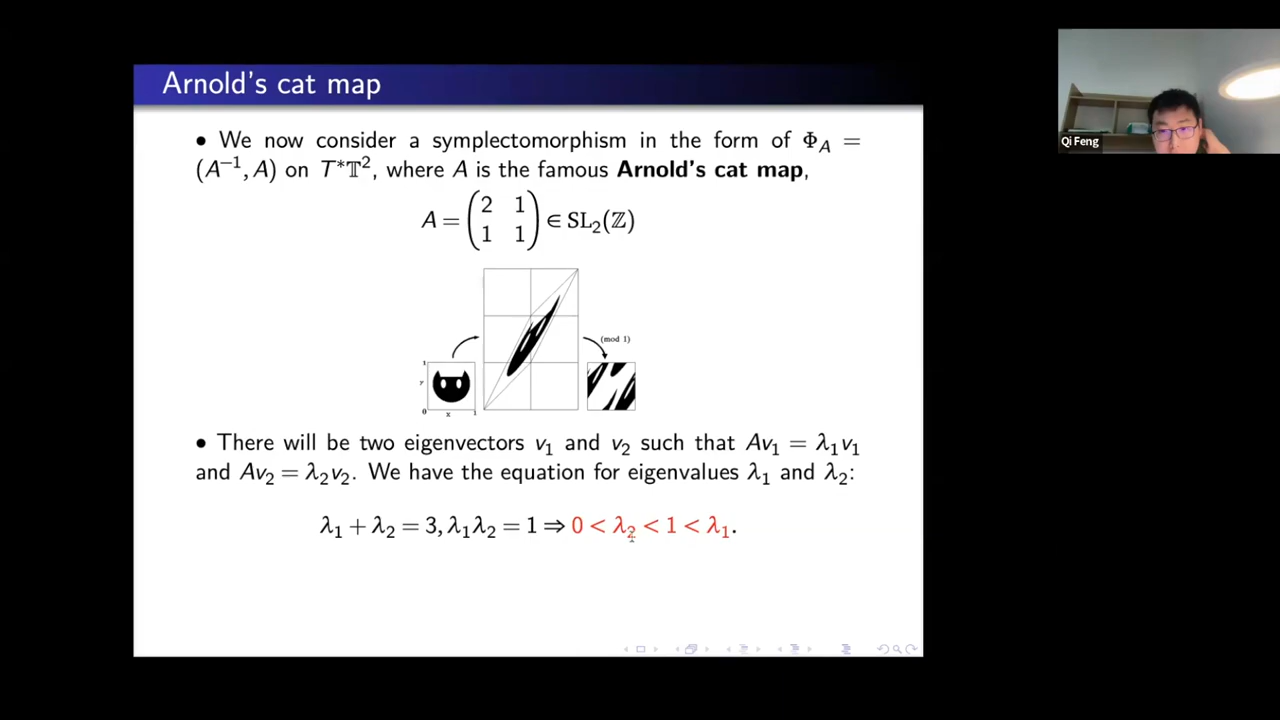 Arnold's cat map
• We now consider a symplectomorphism in the form of Φ_A =
(A⁻¹, A) on T*𝕋², where A is the famous Arnold's cat map,
A = (2 1
1 1) ∈ SL₂(ℤ)
(mod 1)
1
y
0 x 1
• There will be two eigenvectors v₁ and v₂ such that Av₁ = λ₁v₁
and Av₂ = λ₂v₂. We have the equation for eigenvalues λ₁ and λ₂:
λ₁ + λ₂ = 3, λ₁λ₂ = 1 ⇒ 0 < λ₂ < 1 < λ₁.
Qi Feng